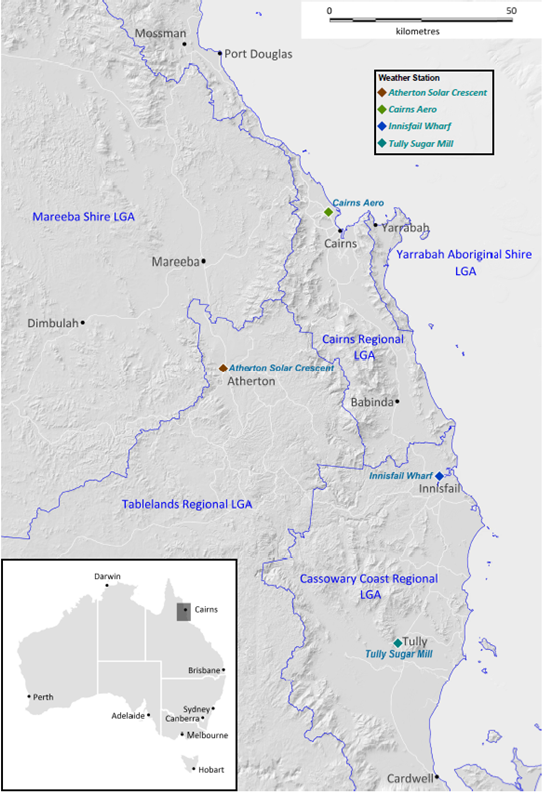 0 50
kilometres
Mossman
Port Douglas
Weather Station
Atherton Solar Crescent
Cairns Aero
Innisfail Wharf
Tully Sugar Mill
Mareeba Shire LGA
Cairns Aero
Yarrabah
Cairns
Yarrabah Aboriginal Shire
LGA
Mareeba
Dimbulah
Cairns Regional
LGA
Atherton Solar Crescent
Atherton
Babinda
Innisfail Wharf
Innisfail
Tablelands Regional LGA
Cassowary Coast Regional
LGA
Tully
Tully Sugar Mill
Cardwell
Darwin
Cairns
Brisbane
Perth
Sydney
Adelaide
Canberra
Melbourne
Hobart